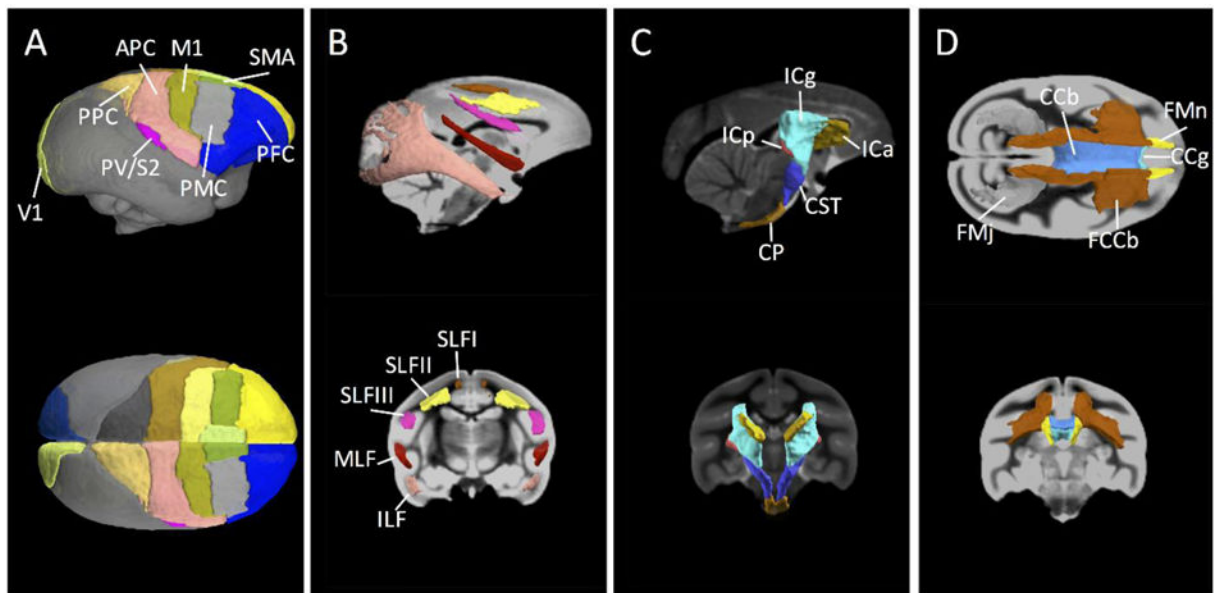 A
APC
M1
SMA
PPC
PV/S2
PMC
PFC
V1
B
SLFI
SLFII
SLFIII
MLF
ILF
C
ICg
ICp
ICa
CST
CP
D
CCb
FMn
CCg
FMj
FCCb